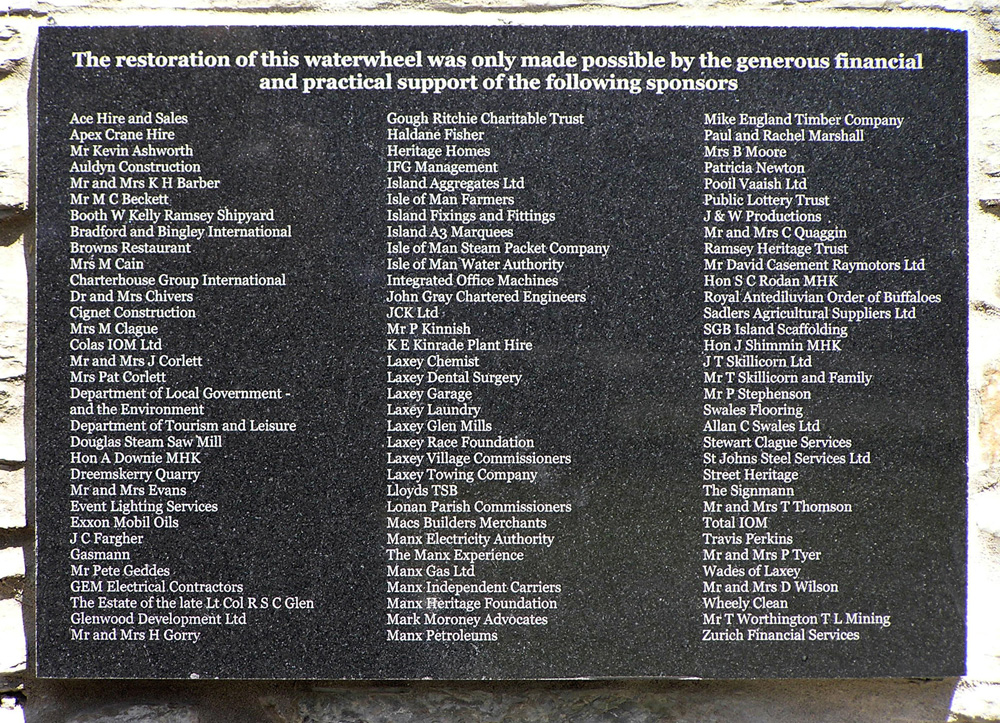 The restoration of this waterwheel was only made possible by the generous financial
and practical support of the following sponsors
Ace Hire and Sales
Apex Crane Hire
Mr Kevin Ashworth
Auldyn Construction
Mr and Mrs K H Barber
Mr M C Beckett
Booth W Kelly Ramsey Shipyard
Bradford and Bingley International
Browns Restaurant
Mrs M Cain
Charterhouse Group International
Dr and Mrs Chivers
Cignet Construction
Mrs M Clague
Colas IOM Ltd
Mr and Mrs J Corlett
Mrs Pat Corlett
Department of Local Government -
and the Environment
Department of Tourism and Leisure
Douglas Steam Saw Mill
Hon A Downie MHK
Dreemskerry Quarry
Mr and Mrs Evans
Event Lighting Services
Exxon Mobil Oils
J C Fargher
Gasmann
Mr Pete Geddes
GEM Electrical Contractors
The Estate of the late Lt Col R S C Glen
Glenwood Development Ltd
Mr and Mrs H Gorry
Gough Ritchie Charitable Trust
Haldane Fisher
Heritage Homes
IFG Management
Island Aggregates Ltd
Isle of Man Farmers
Island Fixings and Fittings
Island A3 Marquees
Isle of Man Steam Packet Company
Isle of Man Water Authority
Integrated Office Machines
John Gray Chartered Engineers
JCK Ltd
Mr P Kinnish
K E Kinrade Plant Hire
Laxey Chemist
Laxey Dental Surgery
Laxey Garage
Laxey Laundry
Laxey Glen Mills
Laxey Race Foundation
Laxey Village Commissioners
Laxey Towing Company
Lloyds TSB
Lonan Parish Commissioners
Macs Builders Merchants
Manx Electricity Authority
The Manx Experience
Manx Gas Ltd
Manx Independent Carriers
Manx Heritage Foundation
Mark Moroney Advocates
Manx Petroleums
Mike England Timber Company
Paul and Rachel Marshall
Mrs B Moore
Patricia Newton
Pooil Vaaish Ltd
Public Lottery Trust
J & W Productions
Mr and Mrs C Quaggin
Ramsey Heritage Trust
Mr David Casement Raymotors Ltd
Hon S C Rodan MHK
Royal Antediluvian Order of Buffaloes
Sadlers Agricultural Suppliers Ltd
SGB Island Scaffolding
Hon J Shimmin MHK
J T Skillicorn Ltd
Mr T Skillicorn and Family
Mr P Stephenson
Swales Flooring
Allan C Swales Ltd
Stewart Clague Services
St Johns Steel Services Ltd
Street Heritage
The Signmann
Mr and Mrs T Thomson
Total IOM
Travis Perkins
Mr and Mrs P Tyer
Wades of Laxey
Mr and Mrs D Wilson
Wheely Clean
Mr T Worthington T L Mining
Zurich Financial Services